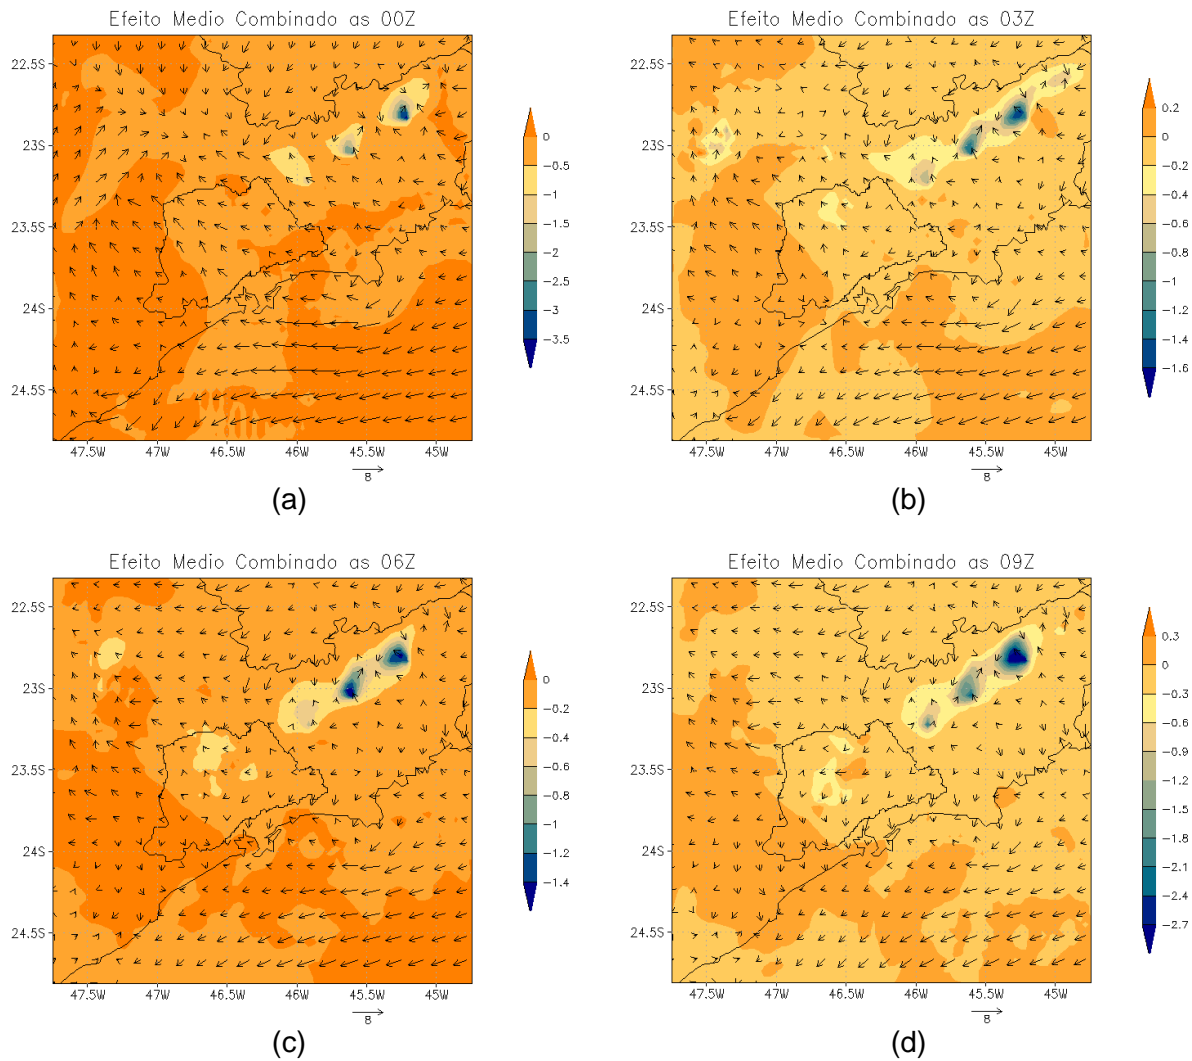 Efeito Medio Combinado as 00Z
22.5S
23S
23.5S
24S
24.5S
47.5W 47W 46.5W 46W 45.5W 45W
8
0
−0.5
−1
−1.5
−2
−2.5
−3
−3.5
(a)
Efeito Medio Combinado as 03Z
22.5S
23S
23.5S
24S
24.5S
47.5W 47W 46.5W 46W 45.5W 45W
8
0.2
0
−0.2
−0.4
−0.6
−0.8
−1
−1.2
−1.4
−1.6
(b)
Efeito Medio Combinado as 06Z
22.5S
23S
23.5S
24S
24.5S
47.5W 47W 46.5W 46W 45.5W 45W
8
0
−0.2
−0.4
−0.6
−0.8
−1
−1.2
−1.4
(c)
Efeito Medio Combinado as 09Z
22.5S
23S
23.5S
24S
24.5S
47.5W 47W 46.5W 46W 45.5W 45W
8
0.3
0
−0.3
−0.6
−0.9
−1.2
−1.5
−1.8
−2.1
−2.4
−2.7
(d)